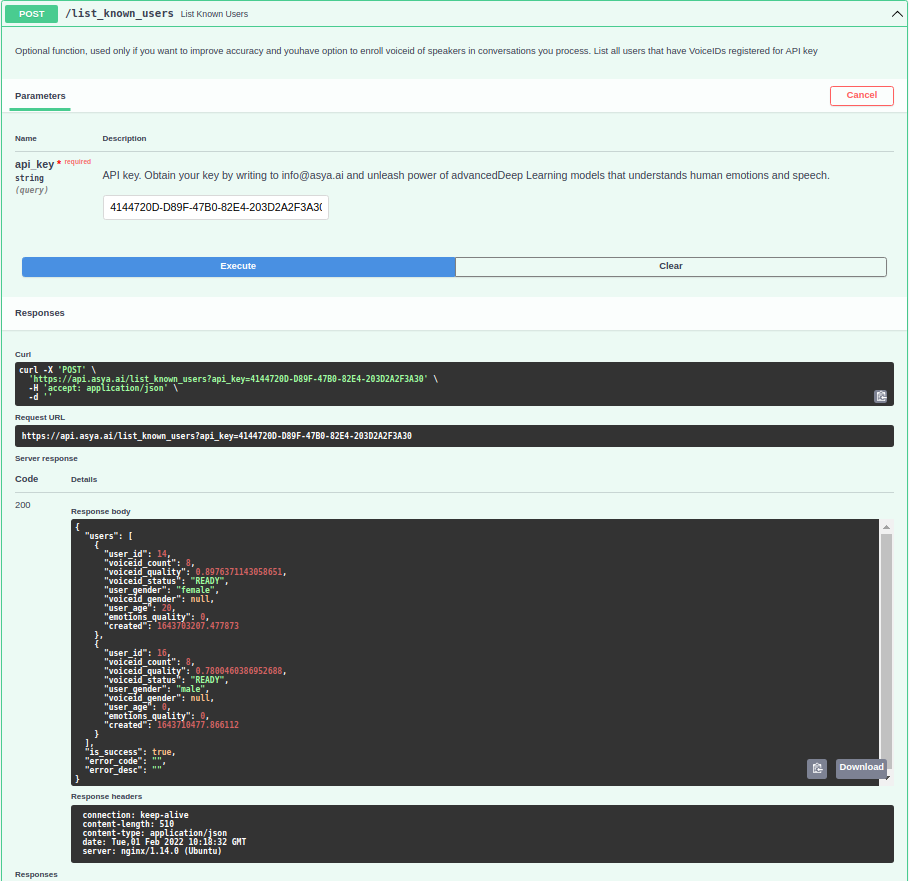 POST /list_known_users List Known Users
Optional function, used only if you want to improve accuracy and youhave option to enroll voiceid of speakers in conversations you process. List all users that have VoiceIDs registered for API key
Parameters
Cancel
Name Description
api_key * required
string
(query)
API key. Obtain your key by writing to info@asya.ai and unleash power of advancedDeep Learning models that understands human emotions and speech.
4144720D-D89F-47B0-82E4-203D2A2F3A30
Execute Clear
Responses
Curl
curl -X 'POST' \
'https://api.asya.ai/list_known_users?api_key=4144720D-D89F-47B0-82E4-203D2A2F3A30' \
-H 'accept: application/json' \
-d ''
Request URL
https://api.asya.ai/list_known_users?api_key=4144720D-D89F-47B0-82E4-203D2A2F3A30
Server response
Code Details
200
Response body
{
"users": [
{
"user_id": 14,
"voiceid_count": 8,
"voiceid_quality": 0.8976371143058651,
"voiceid_status": "READY",
"user_gender": "female",
"voiceid_gender": null,
"user_age": 20,
"emotions_quality": 0,
"created": 1643703207.477873
},
{
"user_id": 16,
"voiceid_count": 8,
"voiceid_quality": 0.7800460386952688,
"voiceid_status": "READY",
"user_gender": "male",
"voiceid_gender": null,
"user_age": 0,
"emotions_quality": 0,
"created": 1643710477.866112
}
],
"is_success": true,
"error_code": "",
"error_desc": ""
}
Download
Response headers
connection: keep-alive
content-length: 510
content-type: application/json
date: Tue,01 Feb 2022 10:18:32 GMT
server: nginx/1.14.0 (Ubuntu)
Responses